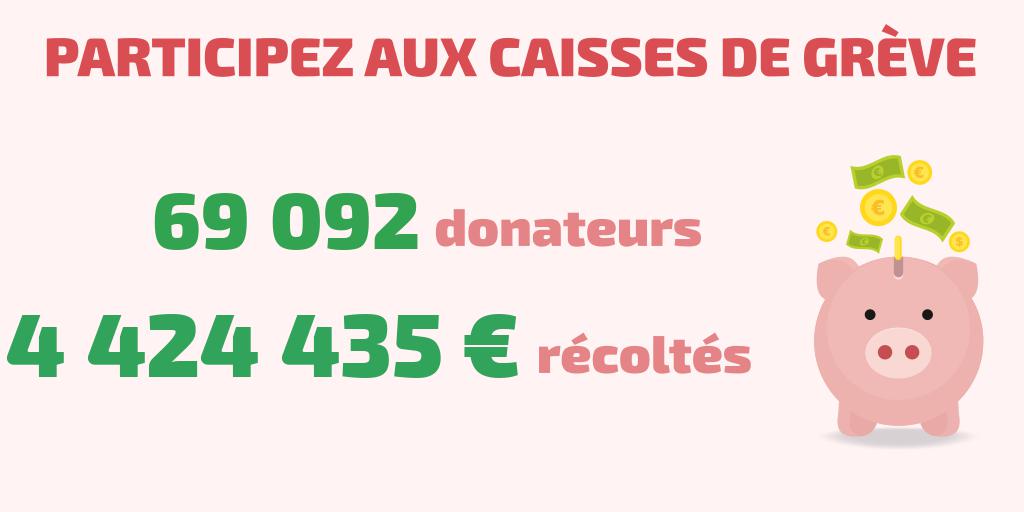 PARTICIPEZ AUX CAISSES DE GRÈVE
69 092 donateurs
4 424 435 € récoltés